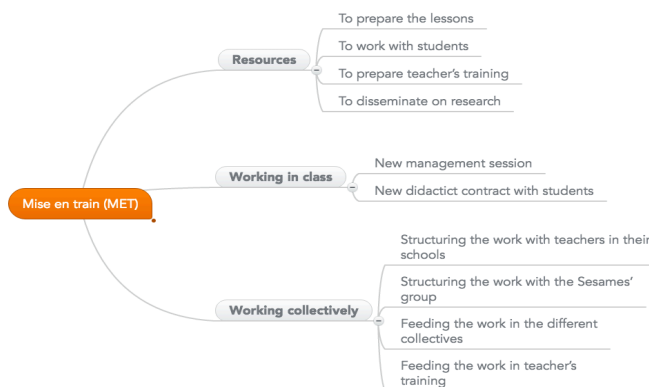 To prepare the lessons
To work with students
Resources
To prepare teacher's training
To disseminate on research
New management session
Working in class
New didactict contract with students
Mise en train (MET)
Structuring the work with teachers in their
schools
Structuring the work with the Sesames'
group
Working collectively
Feeding the work in the different
collectives
Feeding the work in teacher's
training